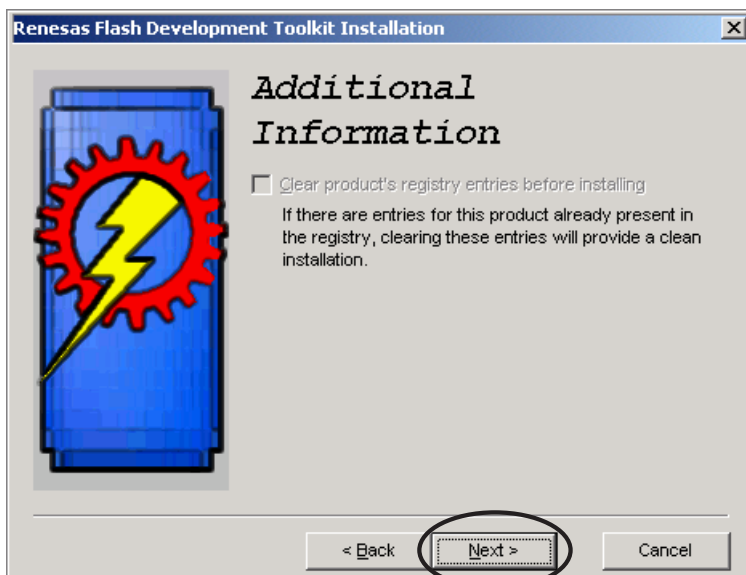 Renesas Flash Development Toolkit Installation
Additional
Information
Clear product's registry entries before installing
If there are entries for this product already present in
the registry, clearing these entries will provide a clean
installation.
< Back
Next >
Cancel